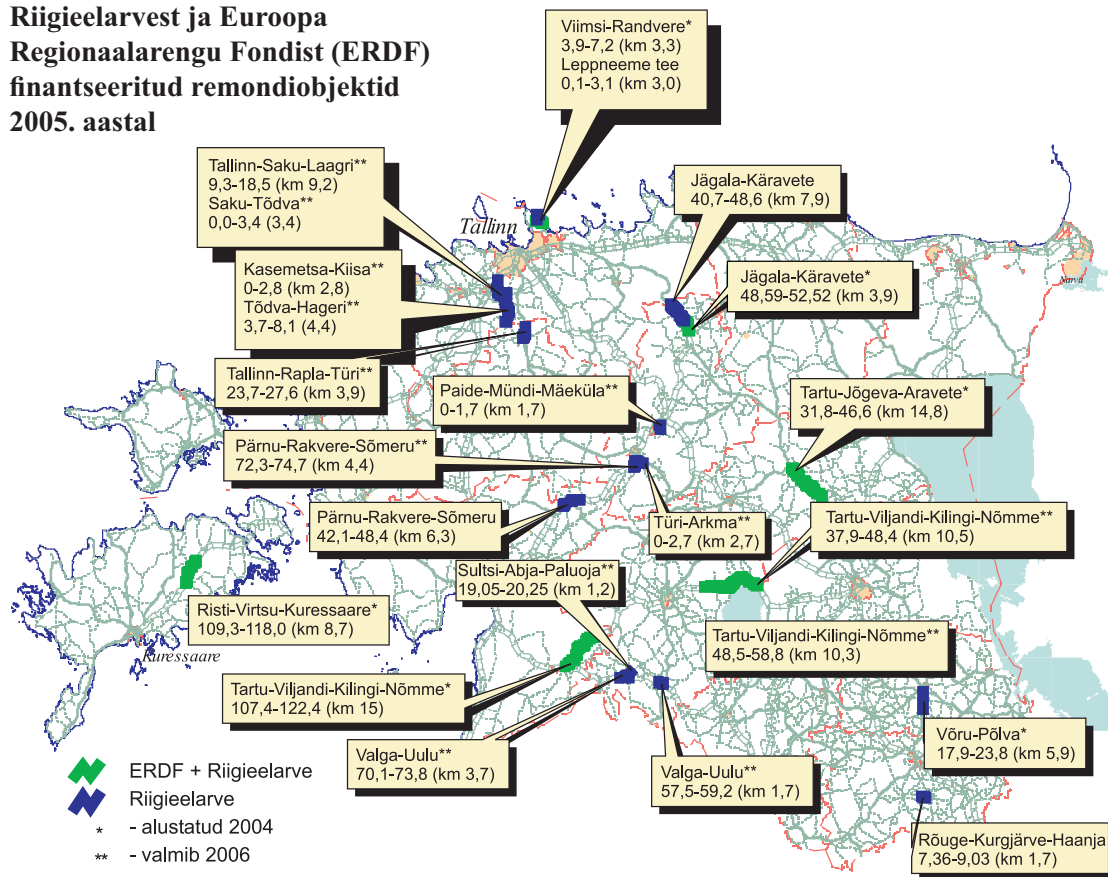 Riigieelarvest ja Euroopa
Regionaalarengu Fondist (ERDF)
finantseeritud remondiobjektid
2005. aastal
Viimsi-Randvere*
3,9-7,2 (km 3,3)
Leppneeme tee
0,1-3,1 (km 3,0)
Tallinn-Saku-Laagri**
9,3-18,5 (km 9,2)
Saku-Tõdva**
0,0-3,4 (3,4)
Tallinn
Jägala-Käravete
40,7-48,6 (km 7,9)
Kasemetsa-Kiisa**
0-2,8 (km 2,8)
Tõdva-Hageri**
3,7-8,1 (4,4)
Jägala-Käravete*
48,59-52,52 (km 3,9)
Narva
Tallinn-Rapla-Türi**
23,7-27,6 (km 3,9)
Paide-Mündi-Mäeküla**
0-1,7 (km 1,7)
Tartu-Jõgeva-Aravete*
31,8-46,6 (km 14,8)
Pärnu-Rakvere-Sõmeru**
72,3-74,7 (km 4,4)
Pärnu-Rakvere-Sõmeru
42,1-48,4 (km 6,3)
Türi-Arkma**
0-2,7 (km 2,7)
Tartu-Viljandi-Kilingi-Nõmme**
37,9-48,4 (km 10,5)
Sultsi-Abja-Paluoja**
19,05-20,25 (km 1,2)
Risti-Virtsu-Kuressaare*
109,3-118,0 (km 8,7)
Kuressaare
Tartu-Viljandi-Kilingi-Nõmme**
48,5-58,8 (km 10,3)
Tartu-Viljandi-Kilingi-Nõmme*
107,4-122,4 (km 15)
Võru-Põlva*
17,9-23,8 (km 5,9)
Valga-Uulu**
70,1-73,8 (km 3,7)
Valga-Uulu**
57,5-59,2 (km 1,7)
Rõuge-Kurgjärve-Haanja
7,36-9,03 (km 1,7)
ERDF + Riigieelarve
Riigieelarve
* - alustatud 2004
** - valmib 2006